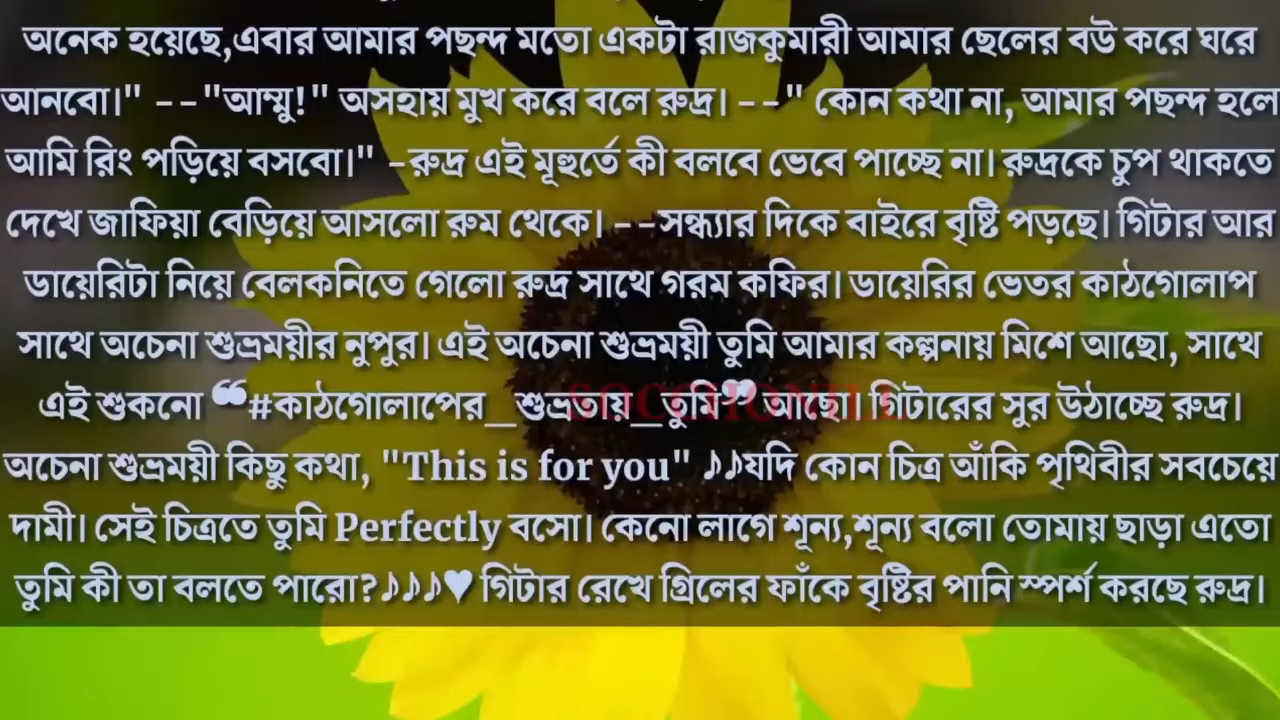 অনেক হয়েছে,এবার আমার পছন্দ মতো একটা রাজকুমারী আমার ছেলের বউ করে ঘরে
আনবো।" --"আম্মু!" অসহায় মুখ করে বলে রুদ্র। --" কোন কথা না, আমার পছন্দ হলে
আমি রিং পড়িয়ে বসবো।" -রুদ্র এই মূহুর্তে কী বলবে ভেবে পাচ্ছে না। রুদ্রকে চুপ থাকতে
দেখে জাফিয়া বেড়িয়ে আসলো রুম থেকে। --সন্ধ্যার দিকে বাইরে বৃষ্টি পড়ছে। গিটার আর
ডায়েরিটা নিয়ে বেলকনিতে গেলো রুদ্র সাথে গরম কফির। ডায়েরির ভেতর কাঠগোলাপ
সাথে অচেনা শুভ্রময়ীর নুপুর। এই অচেনা শুভ্রময়ী তুমি আমার কল্পনায় মিশে আছো, সাথে
এই শুকনো ❝#কাঠগোলাপের_শুভ্রতায়_তুমি❞ আছো। গিটারের সুর উঠাচ্ছে রুদ্র।
অচেনা শুভ্রময়ী কিছু কথা, "This is for you" ♪♪যদি কোন চিত্র আঁকি পৃথিবীর সবচেয়ে
দামী। সেই চিত্রতে তুমি Perfectly বসো। কেনো লাগে শূন্য,শূন্য বলো তোমায় ছাড়া এতো
তুমি কী তা বলতে পারো?♪♪♪♥ গিটার রেখে গ্রিলের ফাঁকে বৃষ্টির পানি স্পর্শ করছে রুদ্র।